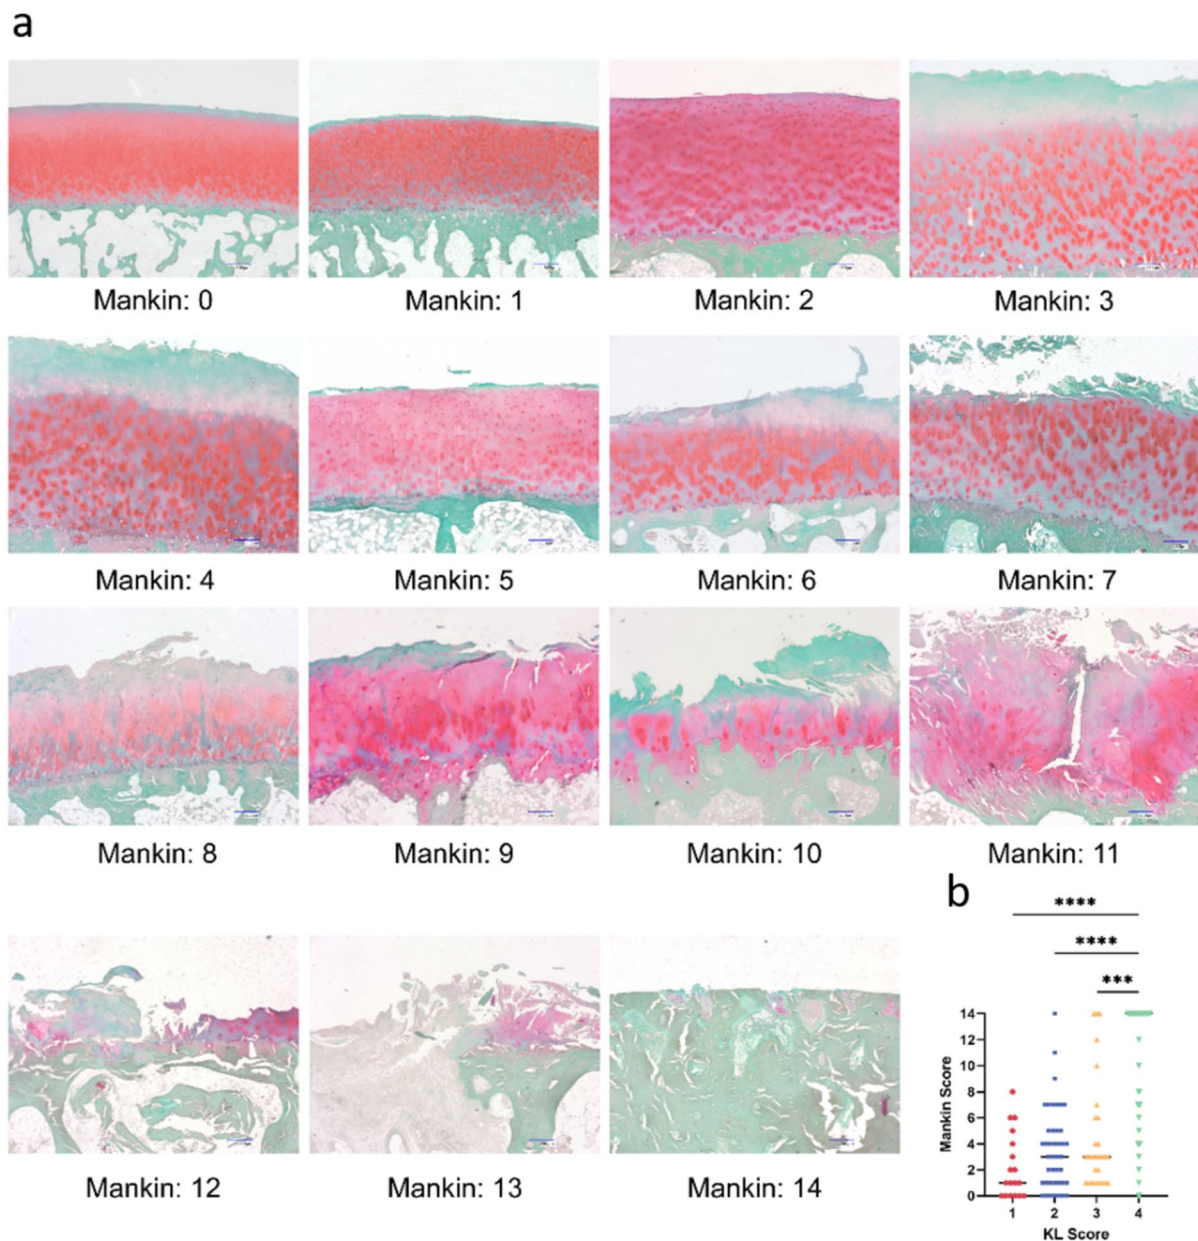 a
Mankin: 0
Mankin: 1
Mankin: 2
Mankin: 3
Mankin: 4
Mankin: 5
Mankin: 6
Mankin: 7
Mankin: 8
Mankin: 9
Mankin: 10
Mankin: 11
Mankin: 12
Mankin: 13
Mankin: 14
b
****
****
***
Mankin Score
14
12
10
8
6
4
2
0
1 2 3 4
KL Score